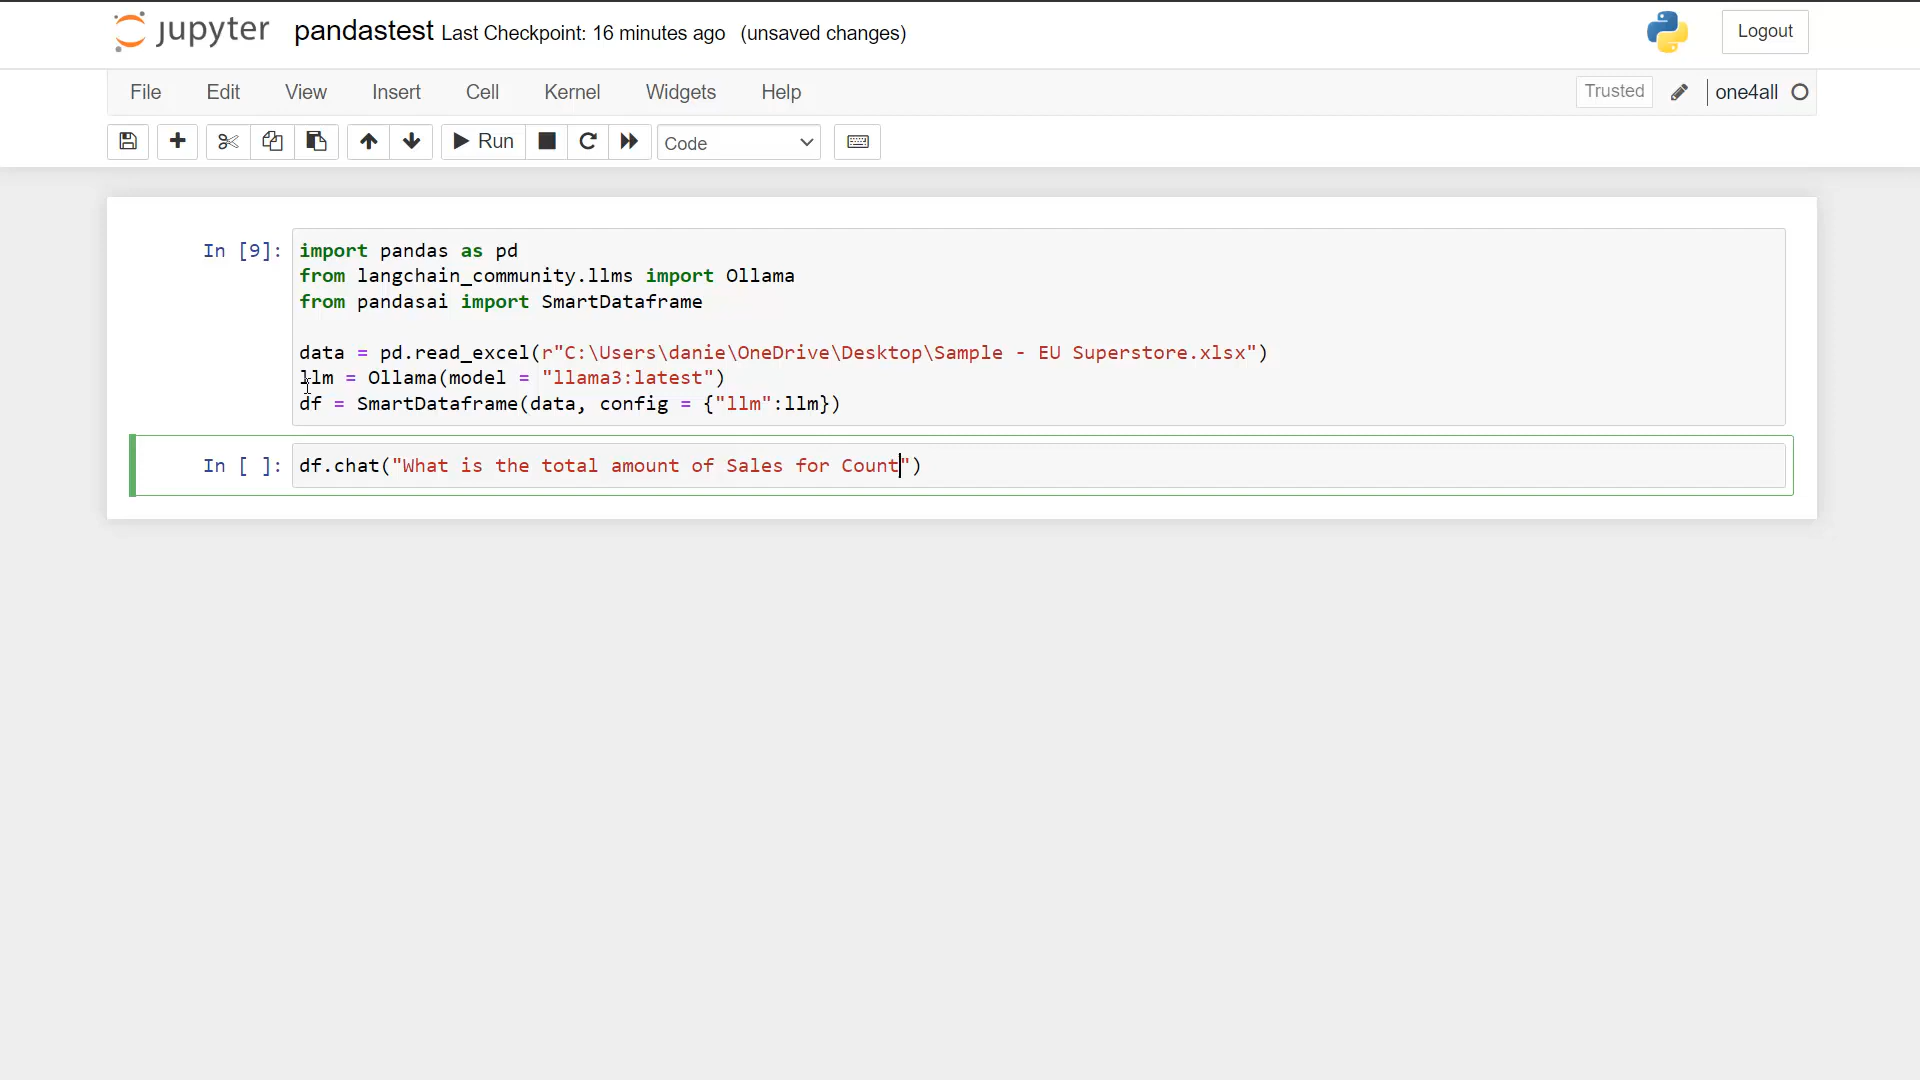 jupyter pandastest Last Checkpoint: 16 minutes ago (unsaved changes) Logout
File Edit View Insert Cell Kernel Widgets Help Trusted one4all
Run Code
In [9]: import pandas as pd
from langchain_community.llms import Ollama
from pandasai import SmartDataframe
data = pd.read_excel(r"C:\Users\danie\OneDrive\Desktop\Sample - EU Superstore.xlsx")
llm = Ollama(model = "llama3:latest")
df = SmartDataframe(data, config = {"llm":llm})
In [ ]: df.chat("What is the total amount of Sales for Count")